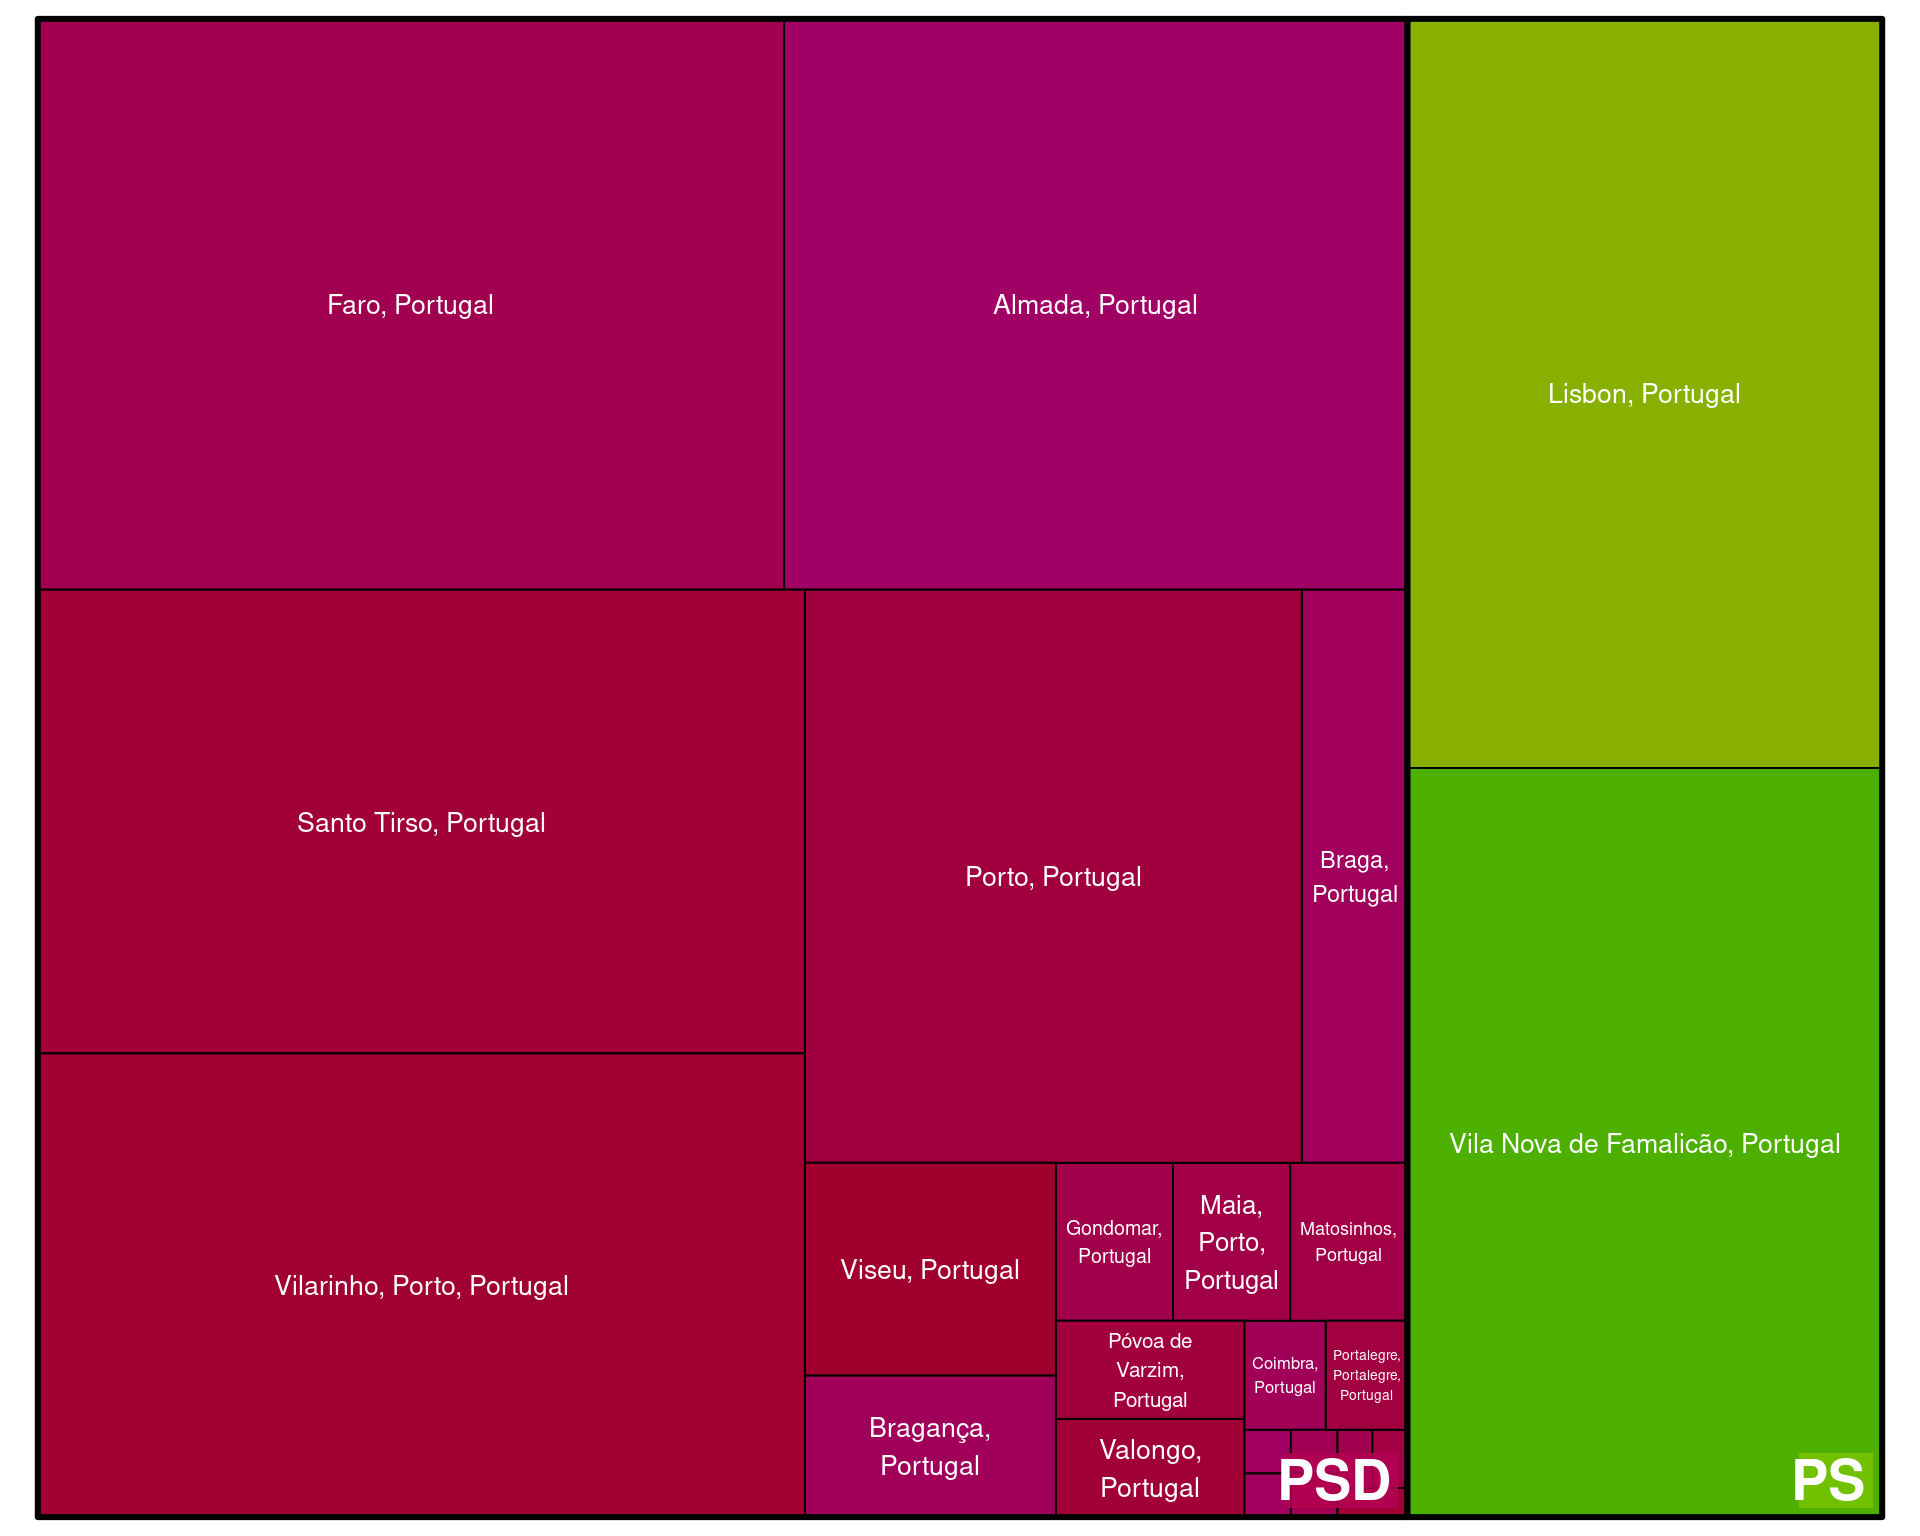 Faro, Portugal
Almada, Portugal
Lisbon, Portugal
Santo Tirso, Portugal
Porto, Portugal
Braga,
Portugal
Vila Nova de Famalicão, Portugal
Vilarinho, Porto, Portugal
Viseu, Portugal
Gondomar,
Portugal
Maia,
Porto,
Portugal
Matosinhos,
Portugal
Póvoa de
Varzim,
Portugal
Coimbra,
Portugal
Portalegre,
Portalegre,
Portugal
Bragança,
Portugal
Valongo,
Portugal
PSD
PS